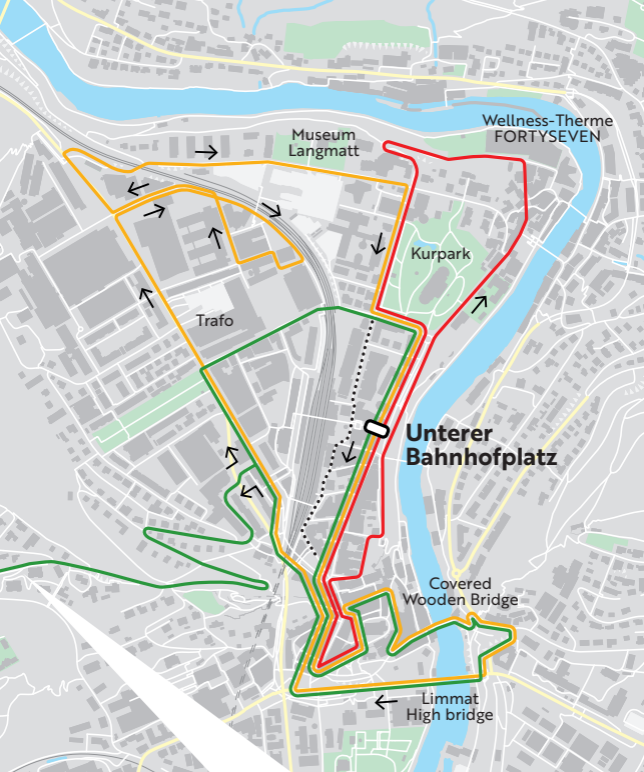 Wellness-Therme
FORTYSEVEN
Museum
Langmatt
Kurpark
Trafo
Unterer
Bahnhofplatz
Covered
Wooden Bridge
Limmat
High bridge